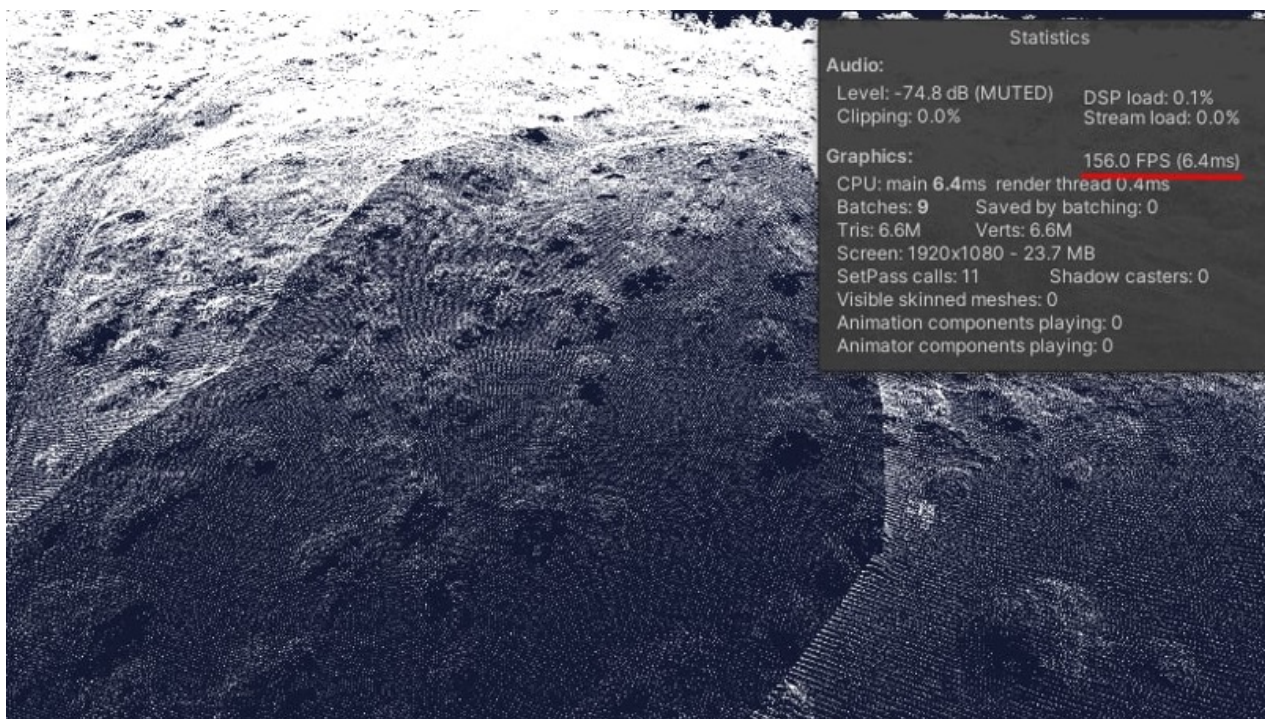 Statistics
Audio:
Level: -74.8 dB (MUTED) DSP load: 0.1%
Clipping: 0.0% Stream load: 0.0%
Graphics: 156.0 FPS (6.4ms)
CPU: main 6.4ms render thread 0.4ms
Batches: 9 Saved by batching: 0
Tris: 6.6M Verts: 6.6M
Screen: 1920x1080 - 23.7 MB
SetPass calls: 11 Shadow casters: 0
Visible skinned meshes: 0
Animation components playing: 0
Animator components playing: 0